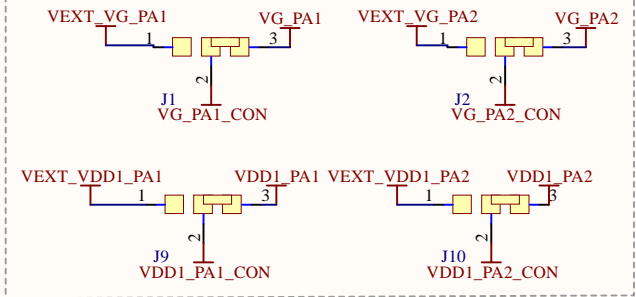 VEXT_VG_PA1 VG_PA1 VEXT_VG_PA2 VG_PA2
1 3 1 3
2 2
J1 J2
VG_PA1_CON VG_PA2_CON
VEXT_VDD1_PA1 VDD1_PA1 VEXT_VDD1_PA2 VDD1_PA2
1 3 1 3
2 2
J9 J10
VDD1_PA1_CON VDD1_PA2_CON